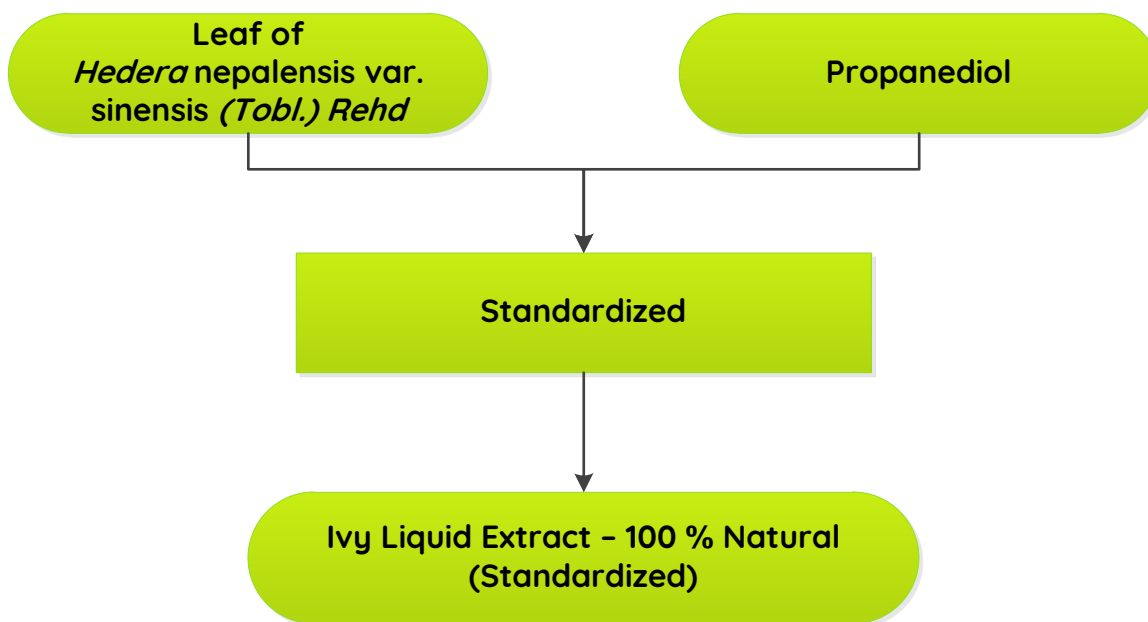 Leaf of
Hedera nepalensis var.
sinensis (Tobl.) Rehd
Propanediol
Standardized
Ivy Liquid Extract – 100 % Natural
(Standardized)